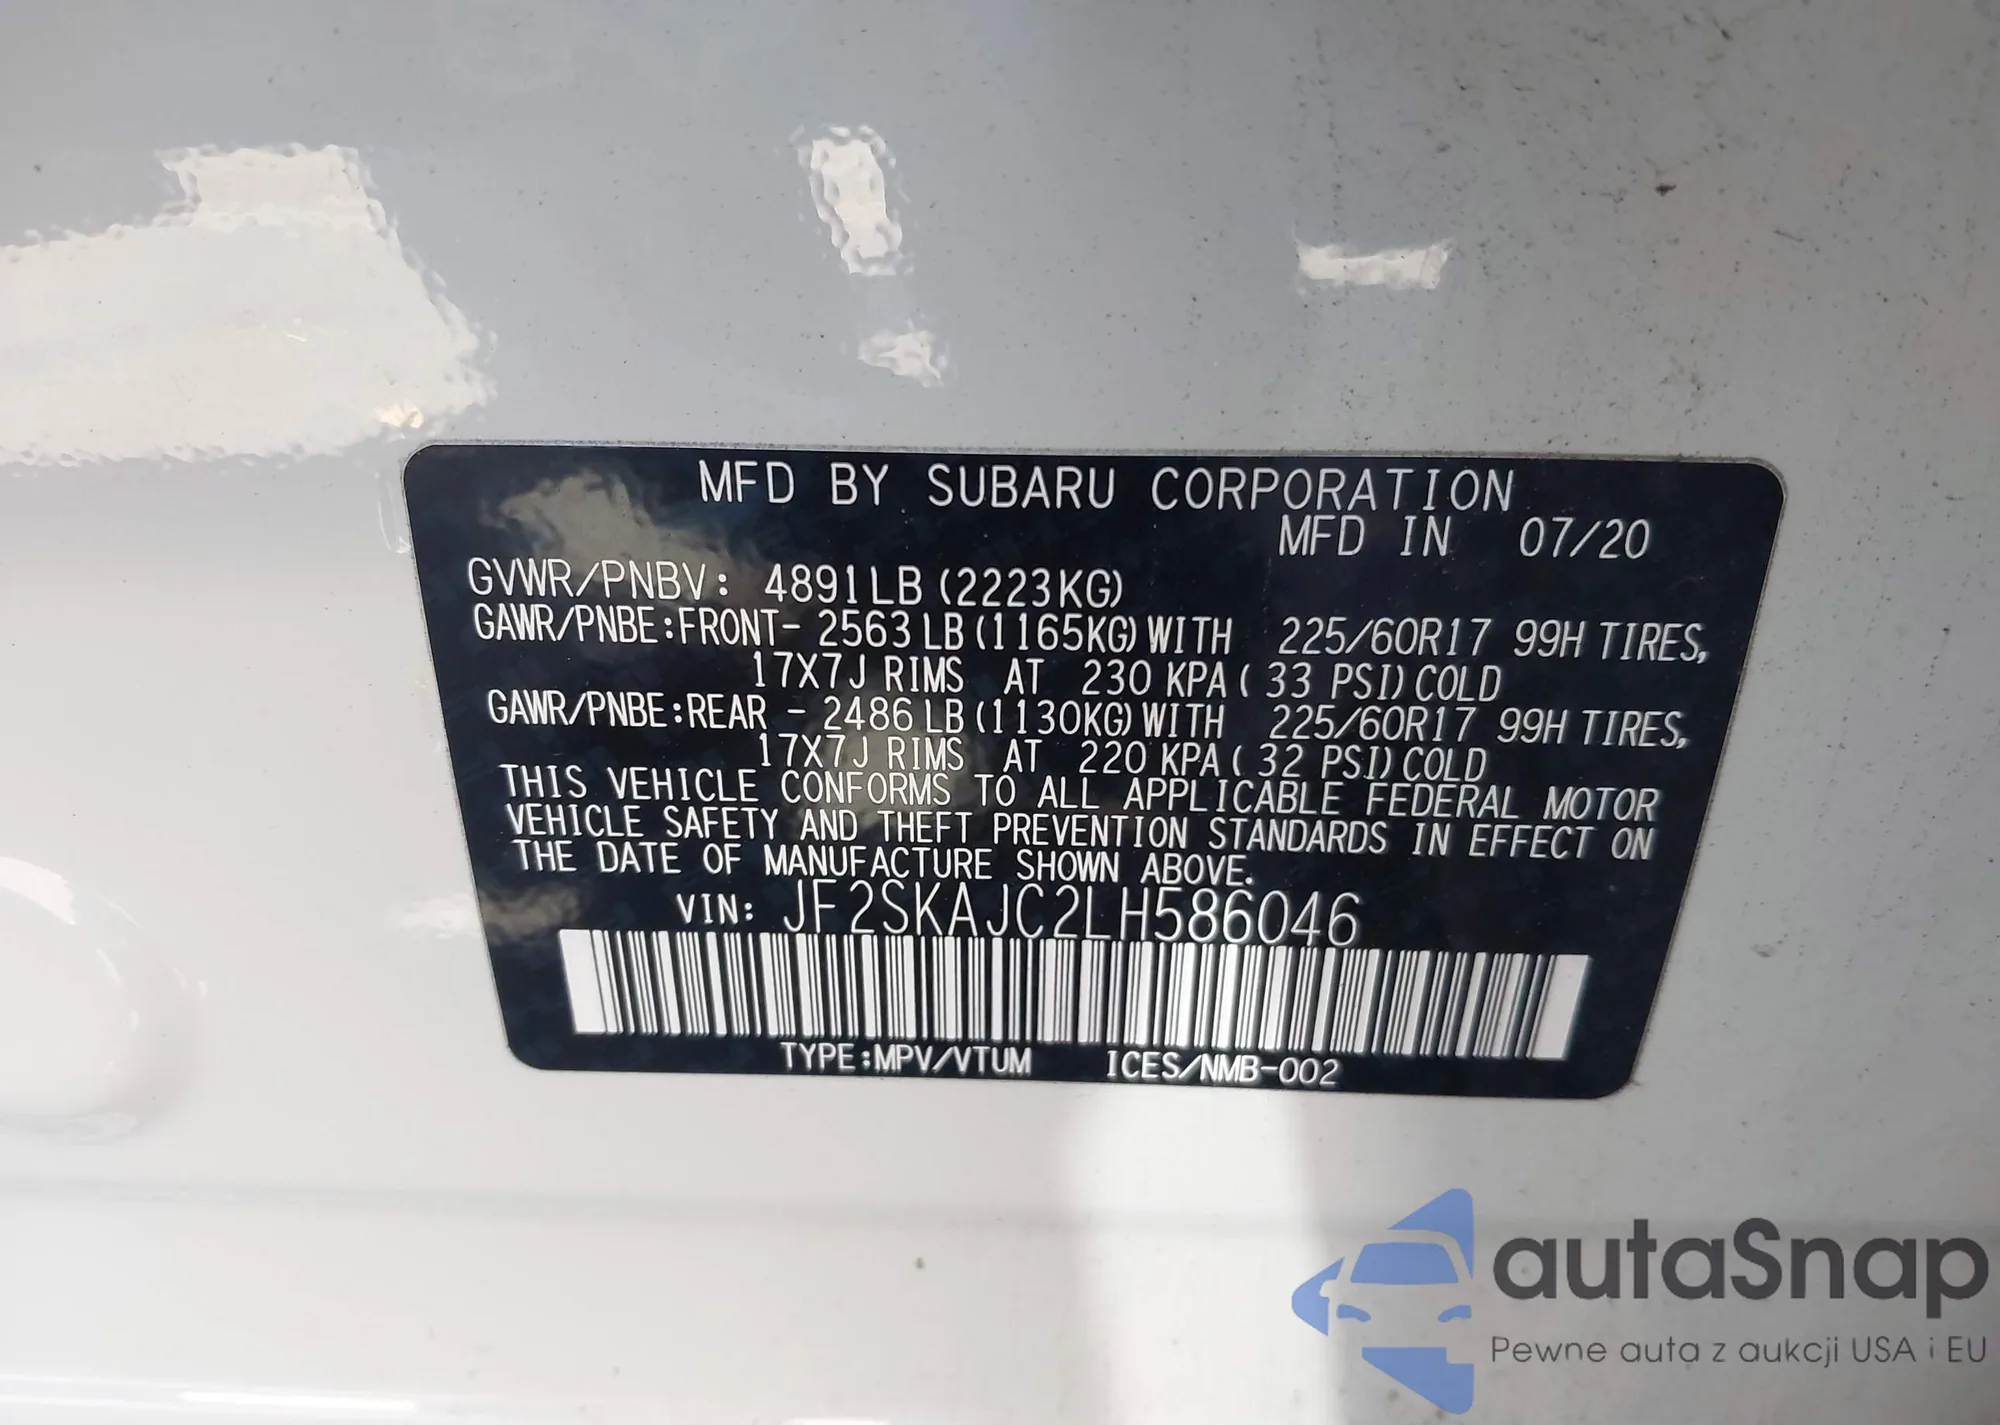 MFD BY SUBARU CORPORATION
MFD IN 07/20
GVWR/PNBV: 4891LB (2223KG)
GAWR/PNBE:FRONT- 2563 LB (1165KG) WITH 225/60R17 99H TIRES,
17X7J RIMS AT 230 KPA ( 33 PSI) COLD
GAWR/PNBE:REAR - 2486 LB (1130KG) WITH 225/60R17 99H TIRES,
17X7J RIMS AT 220 KPA ( 32 PSI) COLD
THIS VEHICLE CONFORMS TO ALL APPLICABLE FEDERAL MOTOR
VEHICLE SAFETY AND THEFT PREVENTION STANDARDS IN EFFECT ON
THE DATE OF MANUFACTURE SHOWN ABOVE.
VIN: JF2SKAJC2LH586046
TYPE:MPV/VTUM ICES/NMB-002
autaSnap
Pewne auta z aukcji USA i EU